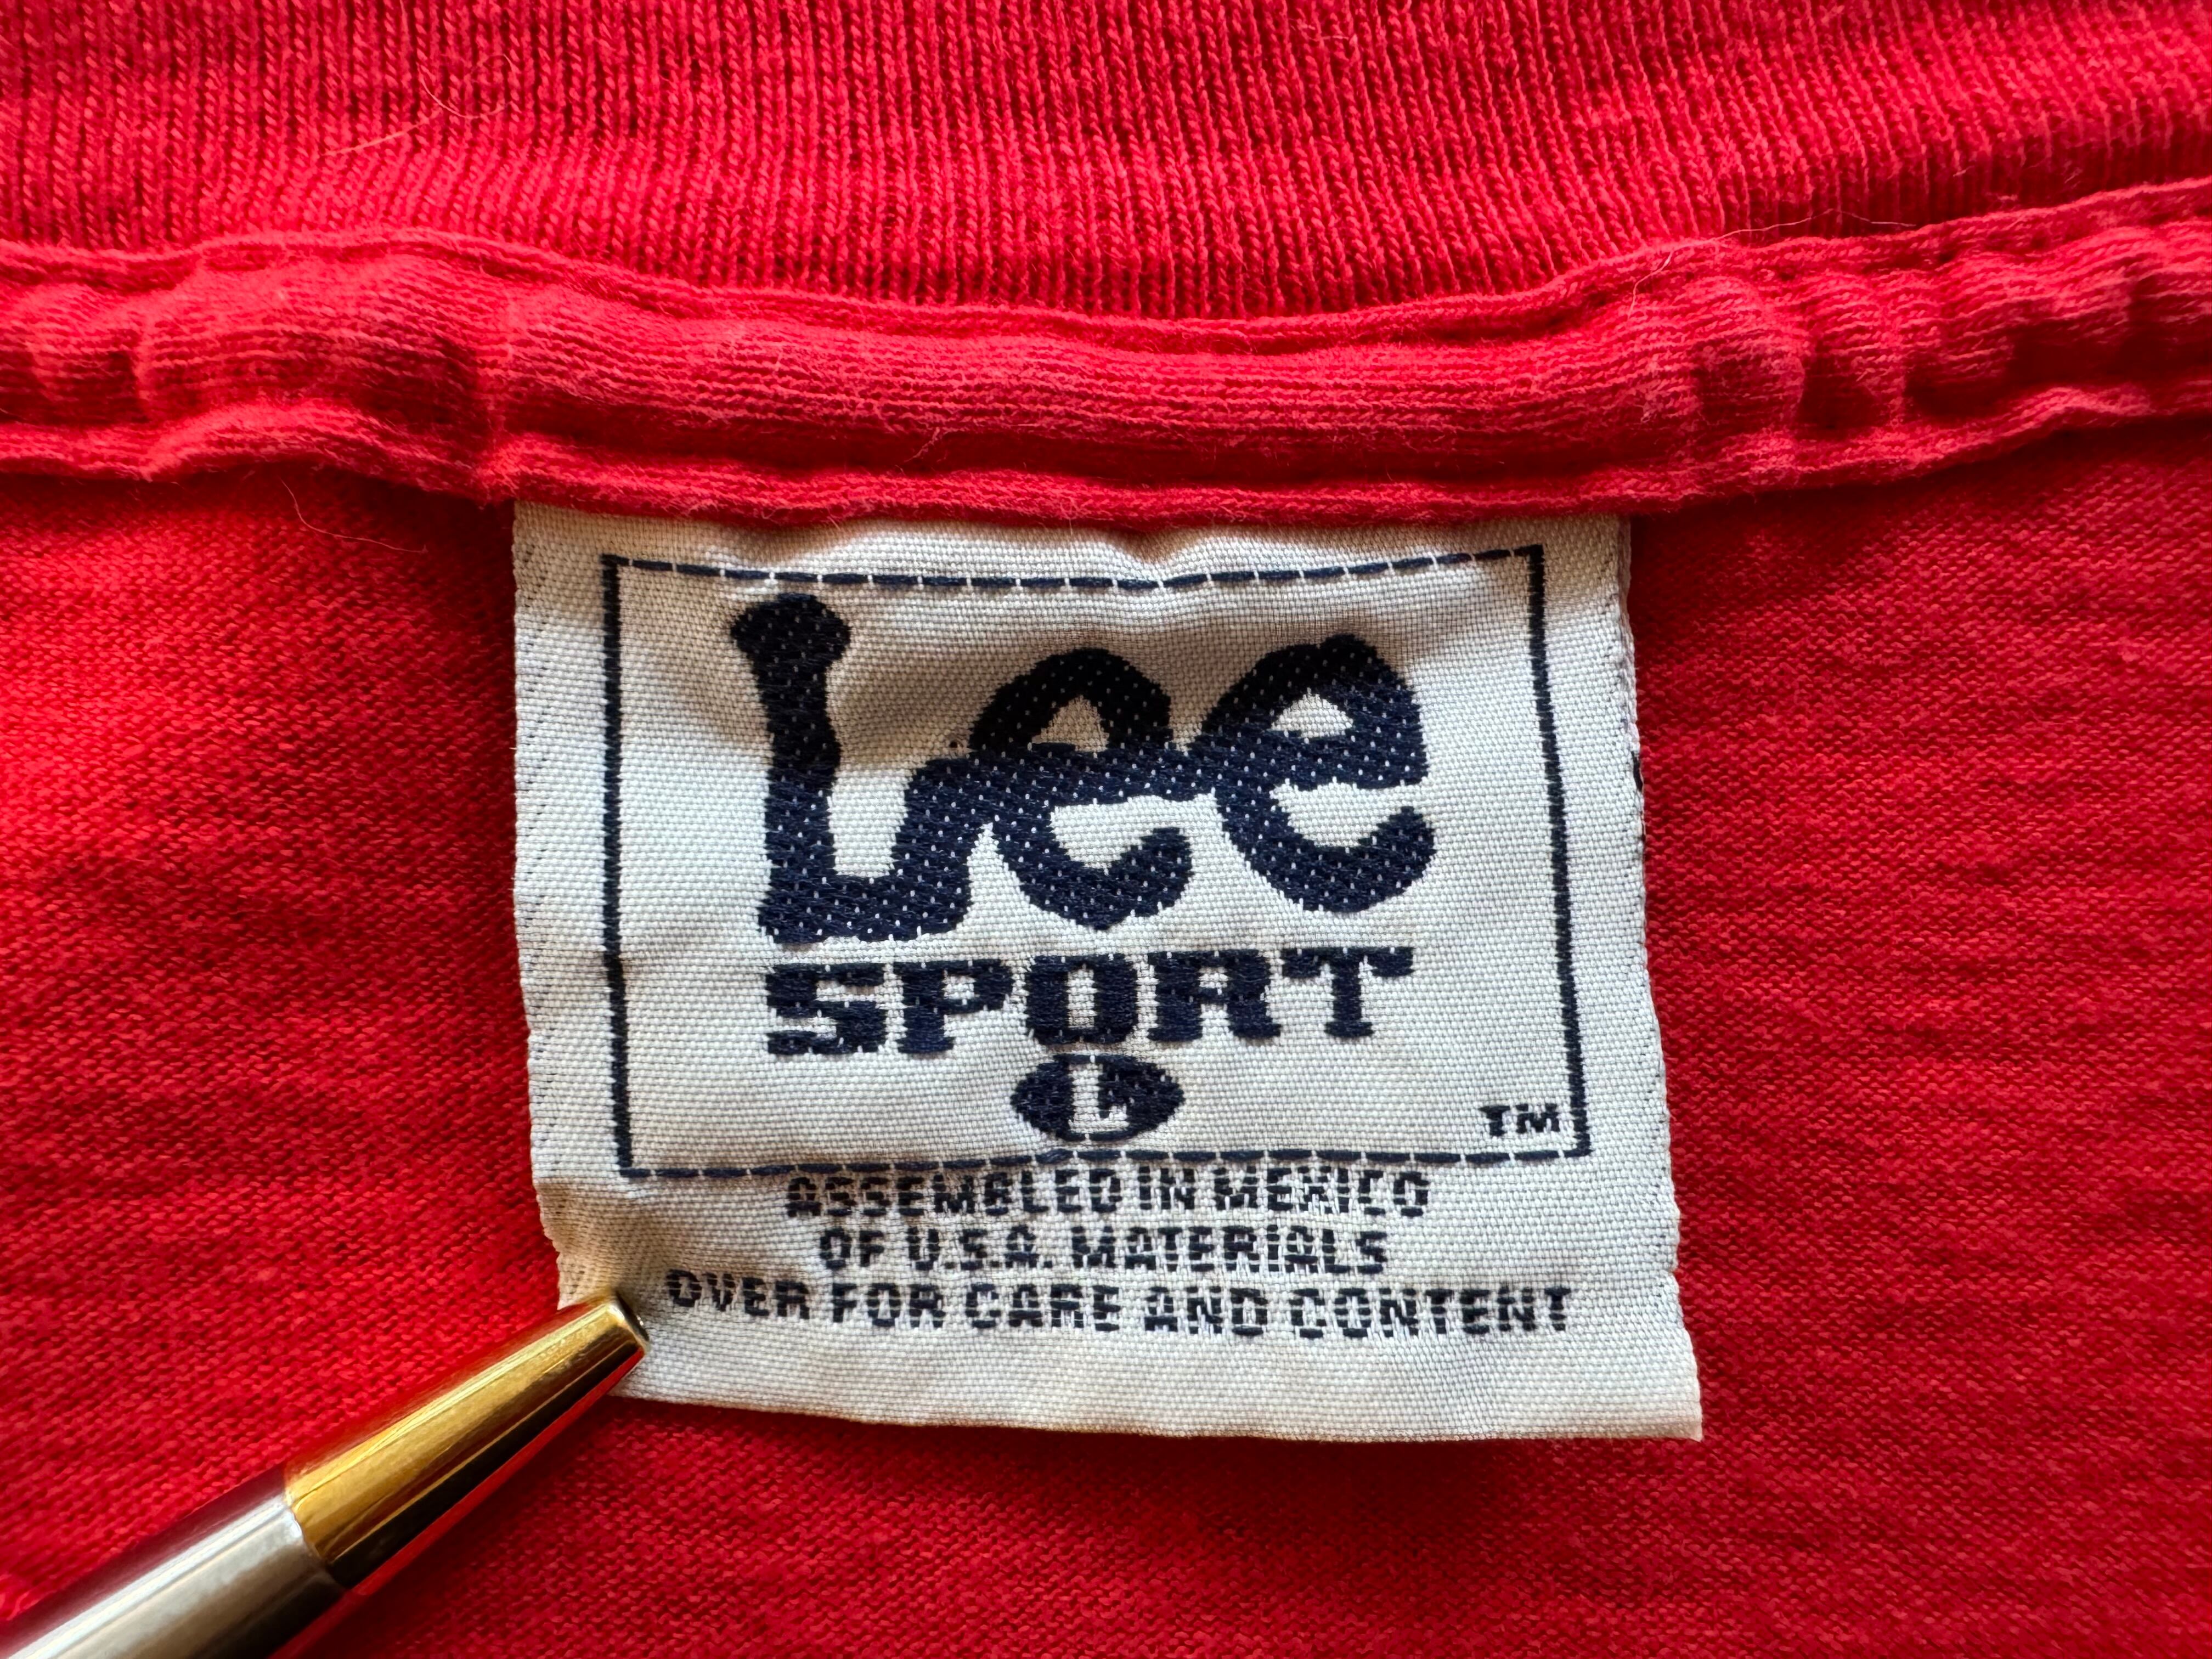 Lee
SPORT
L
TM
ASSEMBLED IN MEXICO
OF U.S.A. MATERIALS
OVER FOR CARE AND CONTENT